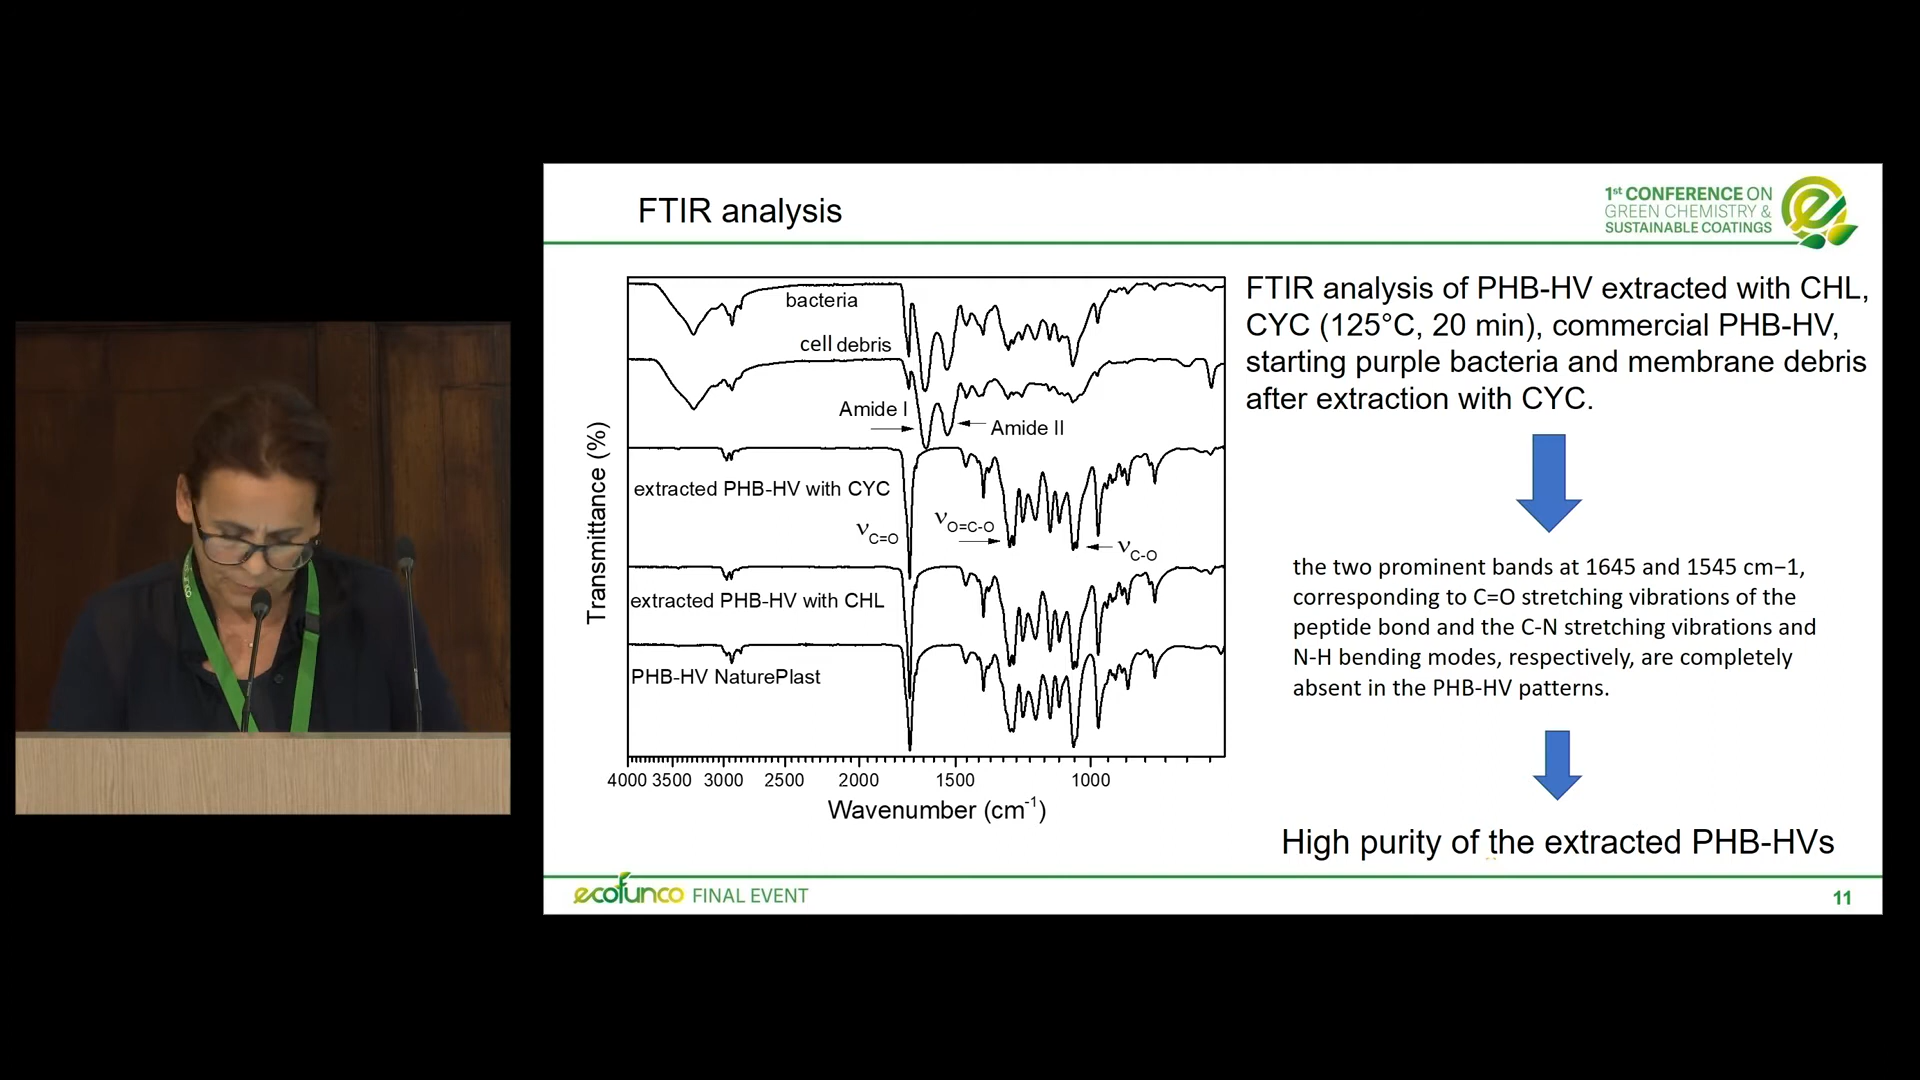 FTIR analysis
1st CONFERENCE ON
GREEN CHEMISTRY &
SUSTAINABLE COATINGS
bacteria
cell debris
Amide I
Amide II
extracted PHB-HV with CYC
νC=O
νO=C-O
νC-O
extracted PHB-HV with CHL
PHB-HV NaturePlast
Transmittance (%)
4000 3500 3000 2500 2000 1500 1000
Wavenumber (cm-1)
FTIR analysis of PHB-HV extracted with CHL,
CYC (125°C, 20 min), commercial PHB-HV,
starting purple bacteria and membrane debris
after extraction with CYC.
the two prominent bands at 1645 and 1545 cm−1,
corresponding to C=O stretching vibrations of the
peptide bond and the C-N stretching vibrations and
N-H bending modes, respectively, are completely
absent in the PHB-HV patterns.
High purity of the extracted PHB-HVs
ecofunco FINAL EVENT
11